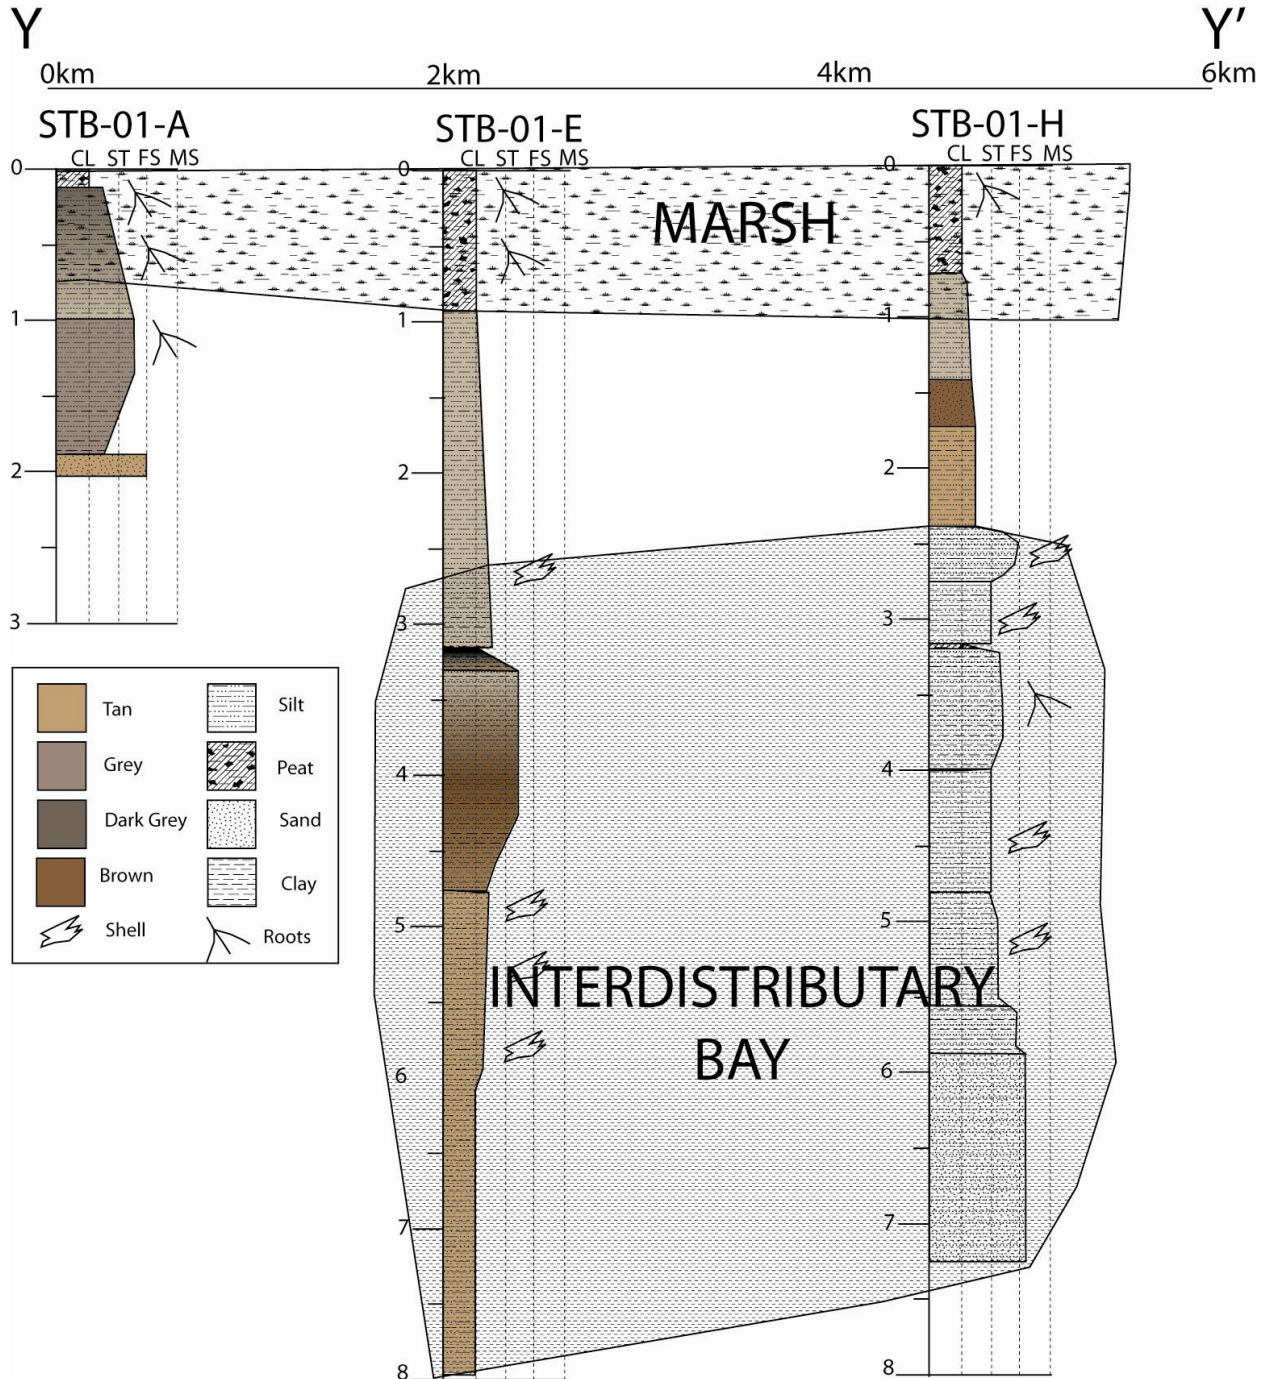 Y Y’
0km 2km 4km 6km
STB-01-A STB-01-E STB-01-H
CL ST FS MS CL ST FS MS CL ST FS MS
0 0 0
MARSH
1 1 1
2 2 2
3 3 3
Tan Silt
Grey Peat
Dark Grey Sand
Brown Clay
Shell Roots
4 4
5 5
INTERDISTRIBUTARY
BAY
6 6
7 7
8 8